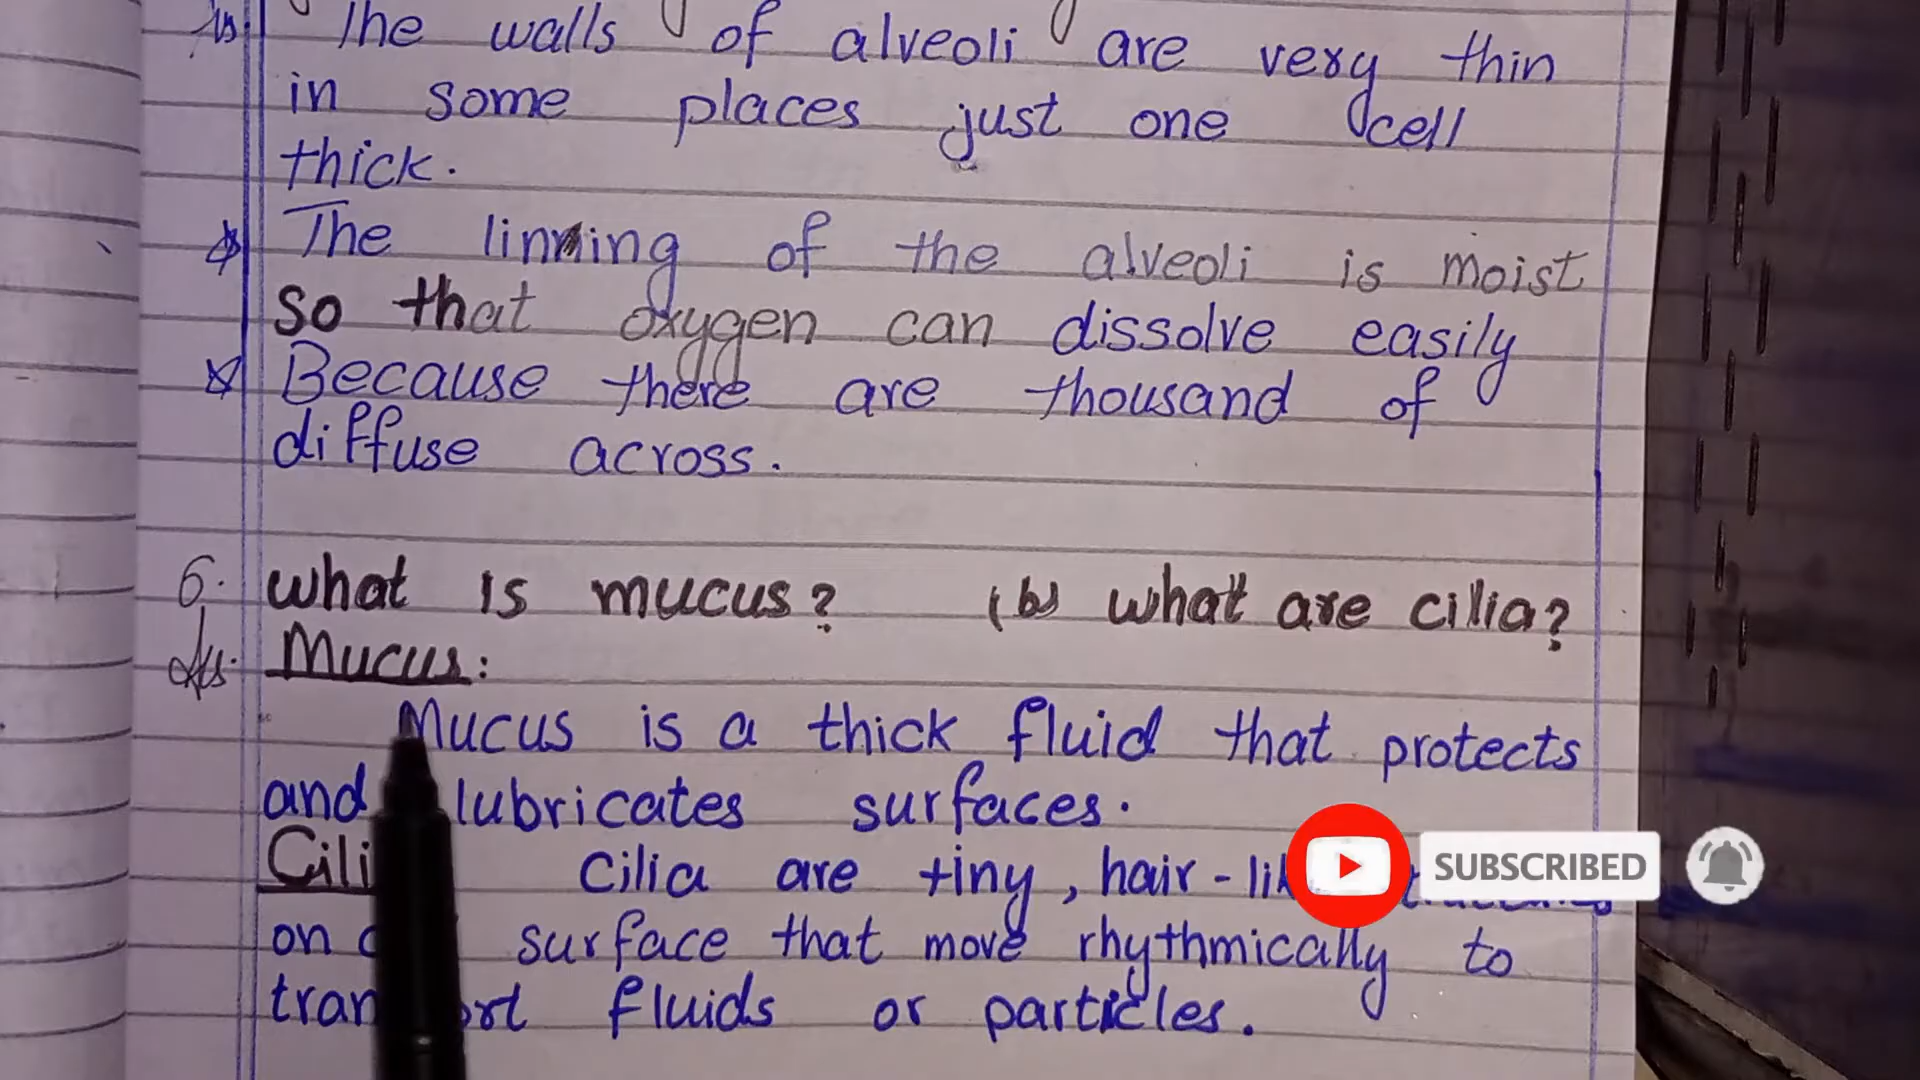 The walls of alveoli are very thin
in some places just one cell
thick.
The linning of the alveoli is moist
so that oxygen can dissolve easily
Because there are thousand of
diffuse across.
6. what is mucus? (b) what are cilia?
Ans. Mucus:
Mucus is a thick fluid that protects
and lubricates surfaces.
Cili Cilia are tiny, hair-
on surface that move rhythmically to
fluids or particles.
SUBSCRIBED